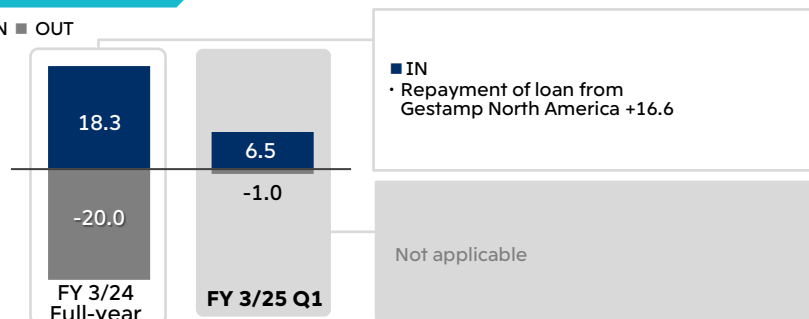 ■ OUT
■ IN
・Repayment of loan from
Gestamp North America +16.6
18.3
6.5
-1.0
-20.0
Not applicable
FY 3/24
Full-year
FY 3/25 Q1